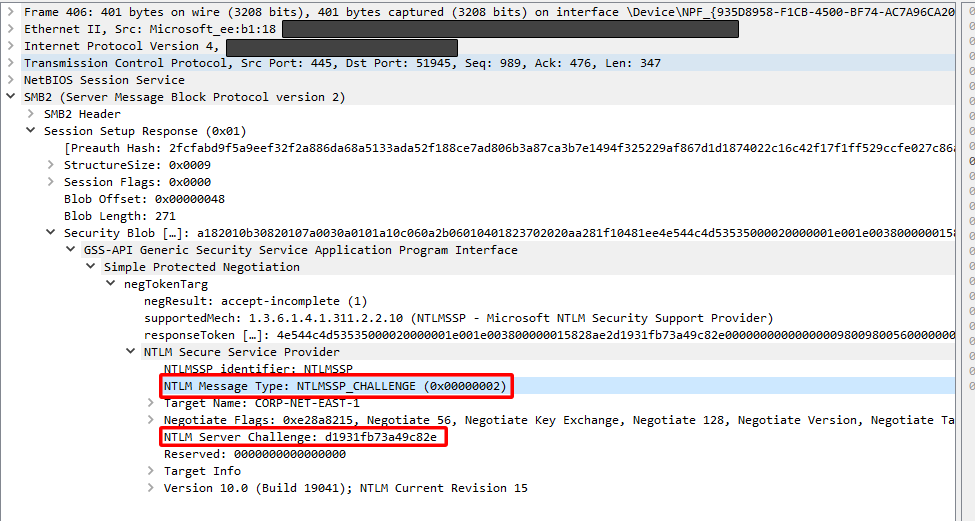 Frame 406: 401 bytes on wire (3208 bits), 401 bytes captured (3208 bits) on interface \Device\NPF_{935D8958-F1CB-4500-BF74-AC7A96CA20
Ethernet II, Src: Microsoft_ee:b1:18
Internet Protocol Version 4,
Transmission Control Protocol, Src Port: 445, Dst Port: 51945, Seq: 989, Ack: 476, Len: 347
NetBIOS Session Service
SMB2 (Server Message Block Protocol version 2)
SMB2 Header
Session Setup Response (0x01)
[Preauth Hash: 2fcfabd9f5a9eef32f2a886da68a5133ada52f188ce7ad806b3a87ca3b7e1494f325229af867d1d1874022c16c42f17f1ff529ccfe027c86a
StructureSize: 0x0009
Session Flags: 0x0000
Blob Offset: 0x00000048
Blob Length: 271
Security Blob […]: a182010b30820107a0030a0101a10c060a2b06010401823702020aa281f10481ee4e544c4d53535000020000001e001e0038000000158
GSS-API Generic Security Service Application Program Interface
Simple Protected Negotiation
negTokenTarg
negResult: accept-incomplete (1)
supportedMech: 1.3.6.1.4.1.311.2.2.10 (NTLMSSP - Microsoft NTLM Security Support Provider)
responseToken […]: 4e544c4d53535000020000001e001e003800000015828ae2d1931fb73a49c82e000000000000000098009800560000000
NTLM Secure Service Provider
NTLMSSP identifier: NTLMSSP
NTLM Message Type: NTLMSSP_CHALLENGE (0x00000002)
Target Name: CORP-NET-EAST-1
Negotiate Flags: 0xe28a8215, Negotiate 56, Negotiate Key Exchange, Negotiate 128, Negotiate Version, Negotiate Ta
NTLM Server Challenge: d1931fb73a49c82e
Reserved: 0000000000000000
Target Info
Version 10.0 (Build 19041); NTLM Current Revision 15